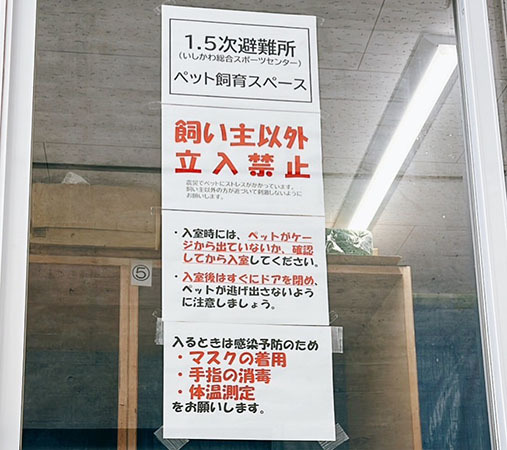 1.5次避難所
(いしかわ総合スポーツセンター)
ペット飼育スペース
飼い主以外
立入禁止
震災でペットにストレスがかかっています。
飼い主以外の方が近づいて刺激しないように
お願いします。
・入室時には、ペットがケー
ジから出ていないか、確認
してから入室してください。
・入室後はすぐにドアを閉め、
ペットが逃げ出さないよう
に注意しましょう。
⑤
入るときは感染予防のため
・マスクの着用
・手指の消毒
・体温測定
をお願いします。